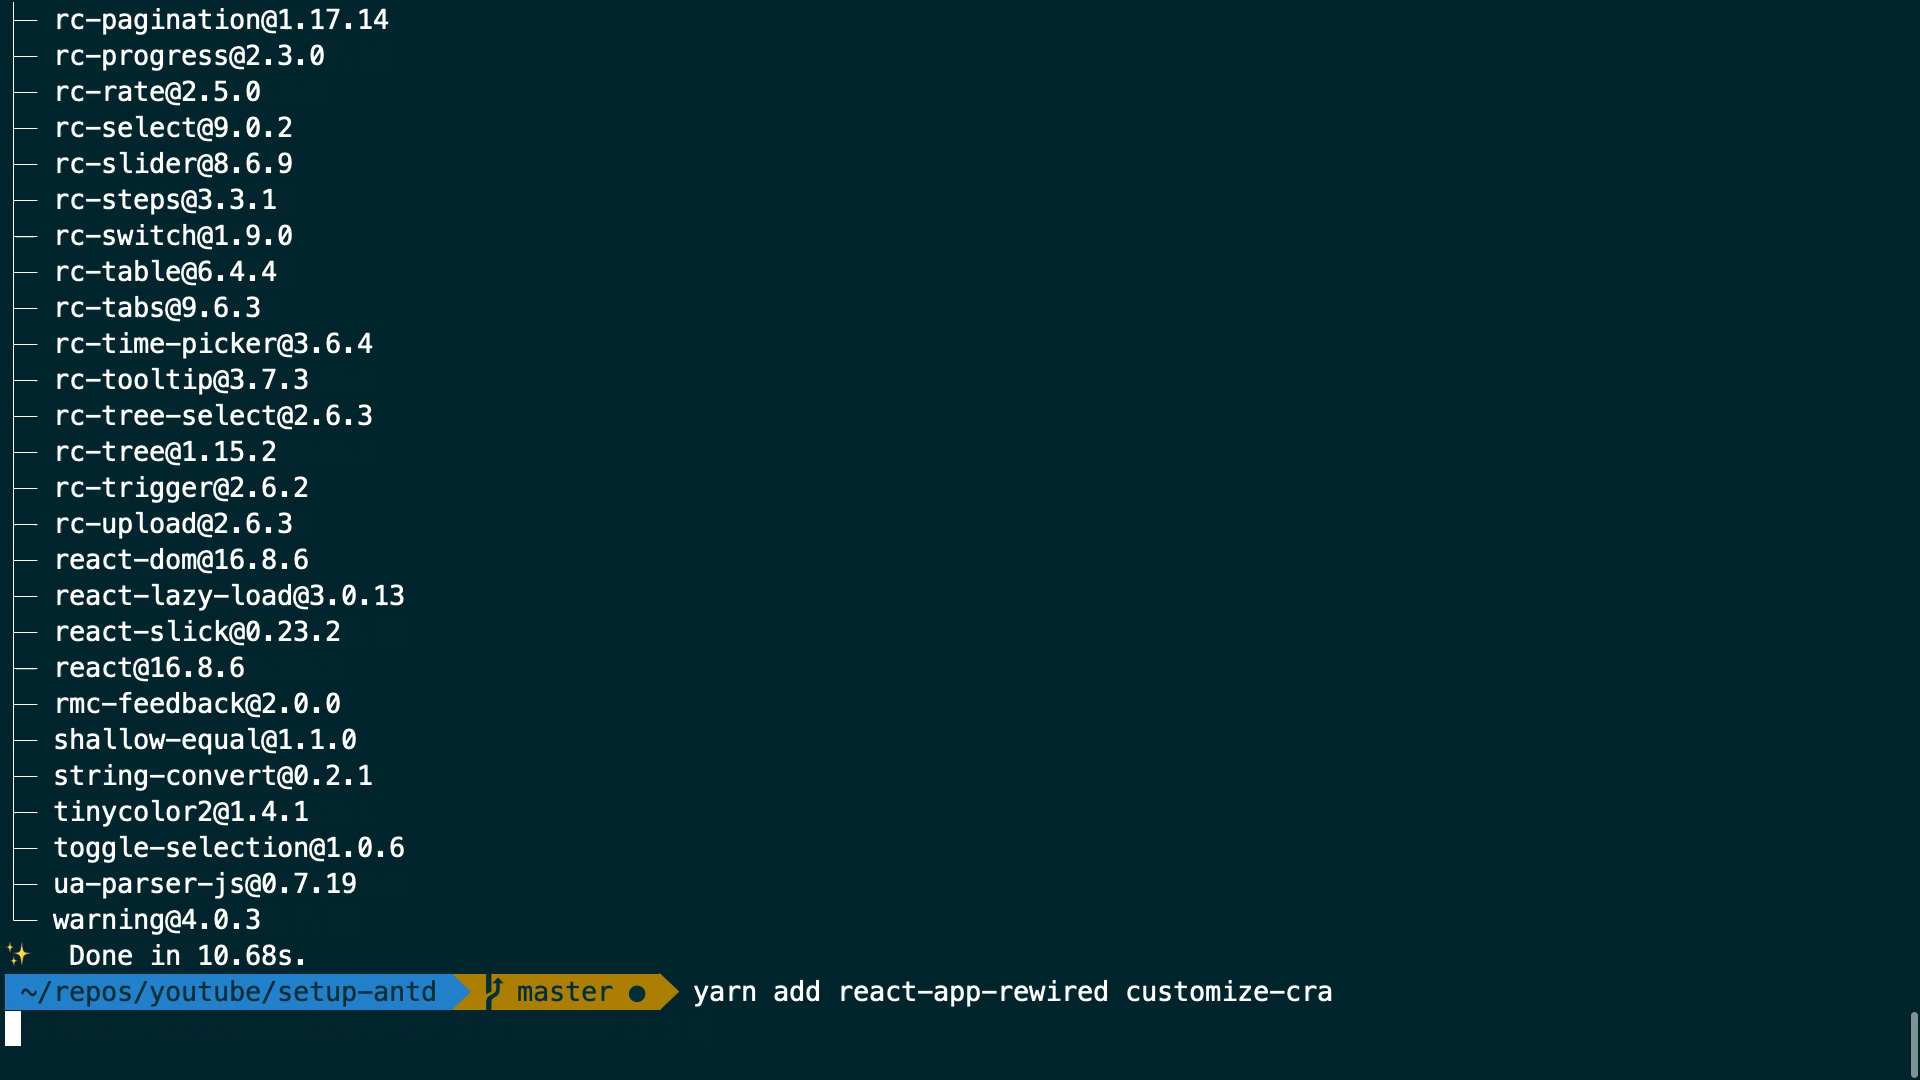 rc-pagination@1.17.14
rc-progress@2.3.0
rc-rate@2.5.0
rc-select@9.0.2
rc-slider@8.6.9
rc-steps@3.3.1
rc-switch@1.9.0
rc-table@6.4.4
rc-tabs@9.6.3
rc-time-picker@3.6.4
rc-tooltip@3.7.3
rc-tree-select@2.6.3
rc-tree@1.15.2
rc-trigger@2.6.2
rc-upload@2.6.3
react-dom@16.8.6
react-lazy-load@3.0.13
react-slick@0.23.2
react@16.8.6
rmc-feedback@2.0.0
shallow-equal@1.1.0
string-convert@0.2.1
tinycolor2@1.4.1
toggle-selection@1.0.6
ua-parser-js@0.7.19
warning@4.0.3
✨ Done in 10.68s.
~/repos/youtube/setup-antd master ● yarn add react-app-rewired customize-cra